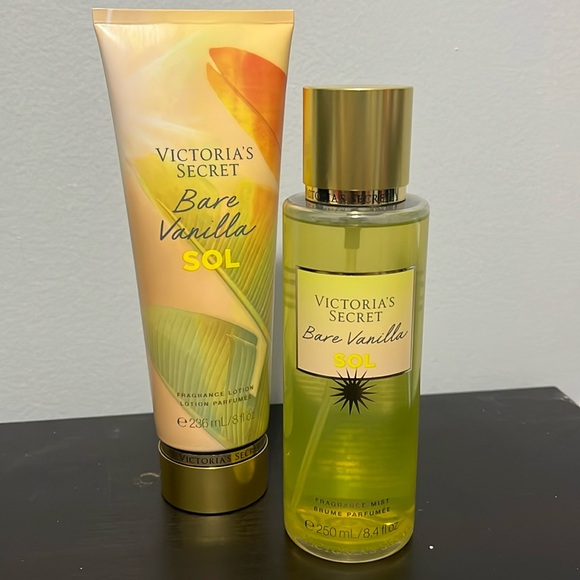 VICTORIA'S
SECRET
Bare
Vanilla
SOL
FRAGRANCE LOTION
LOTION PARFUMÉE
℮ 236 mL/8 fl oz
VICTORIA'S SECRET
VICTORIA'S SECRET
VICTORIA'S
SECRET
Bare Vanilla
SOL
FRAGRANCE MIST
BRUME PARFUMÉE
℮ 250 mL/8.4 fl oz